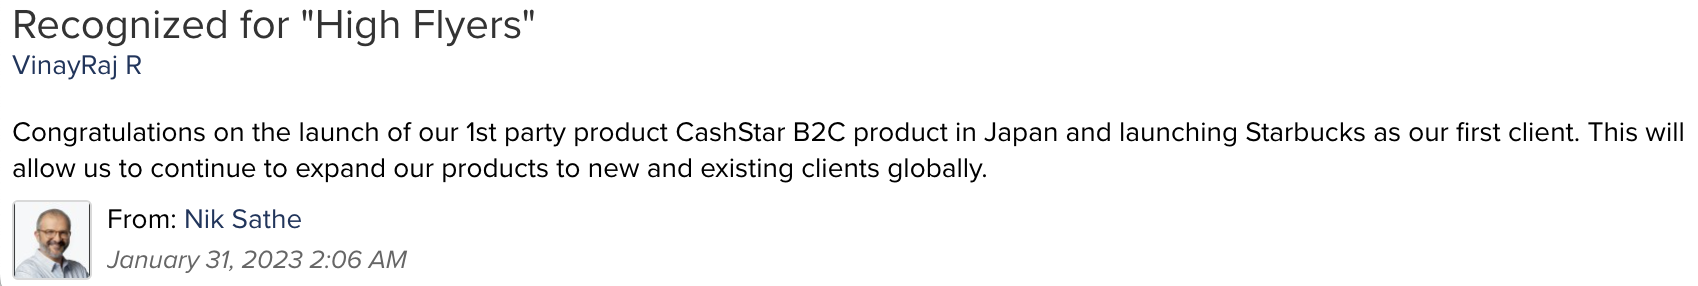 Recognized for "High Flyers"
VinayRaj R
Congratulations on the launch of our 1st party product CashStar B2C product in Japan and launching Starbucks as our first client. This will
allow us to continue to expand our products to new and existing clients globally.
From: Nik Sathe
January 31, 2023 2:06 AM